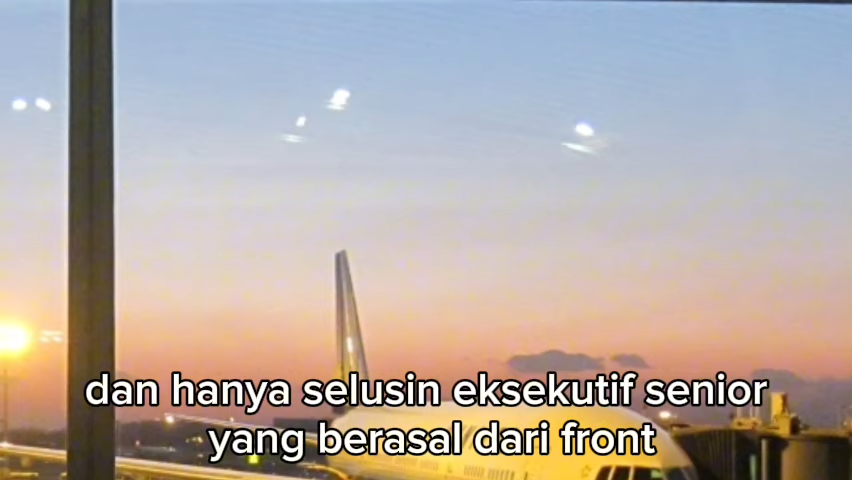 dan hanya selusin eksekutif senior
yang berasal dari front